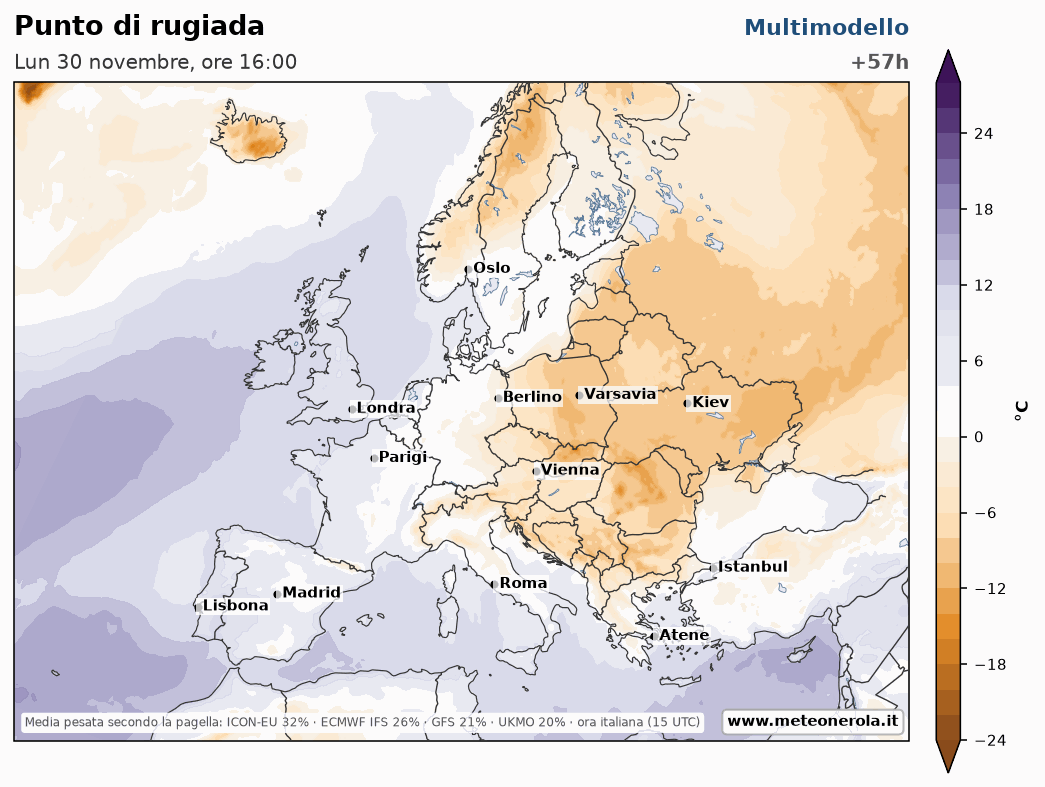 Punto di rugiada
Multimodello
Lun 30 novembre, ore 16:00
+57h
24
18
12
6
0
−6
−12
−18
−24
°C
Oslo
Berlino
Varsavia
Kiev
Londra
Parigi
Vienna
Istanbul
Roma
Madrid
Lisbona
Atene
Media pesata secondo la pagella: ICON-EU 32% · ECMWF IFS 26% · GFS 21% · UKMO 20% · ora italiana (15 UTC)
www.meteonerola.it